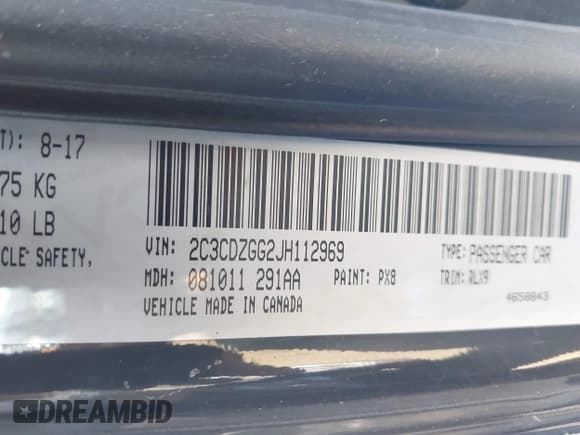 T): 8-17
75 KG
10 LB
CLE SAFETY,
VIN: 2C3CDZGG2JH112969 TYPE: PASSENGER CAR
MDH: 081011 291AA PAINT: PX8 TRIM: RLX9
VEHICLE MADE IN CANADA 4658843
DREAMBID